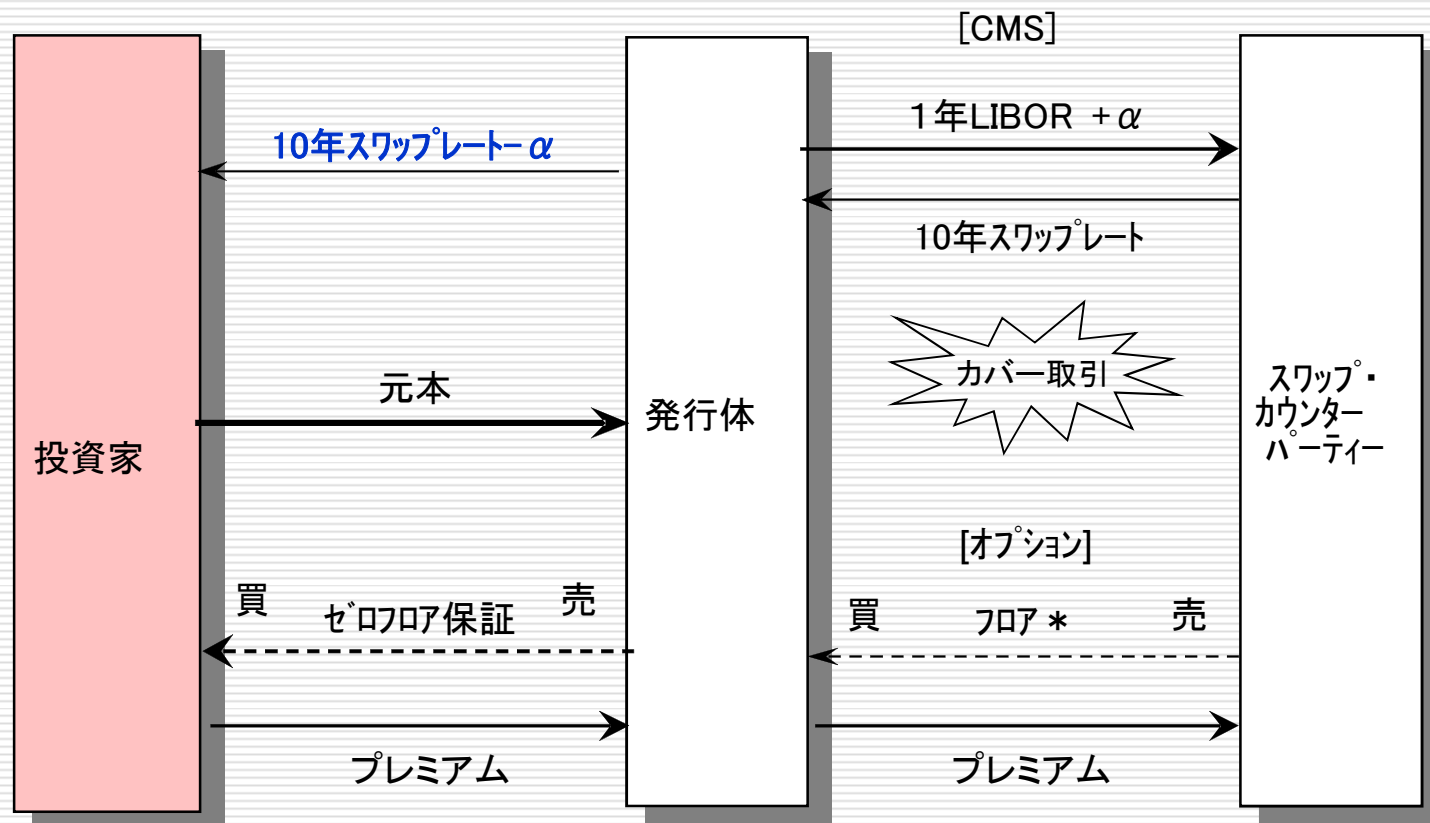 [CMS]
1年LIBOR +α
10年スワップレート-α
10年スワップレート
カバー取引
元本
発行体
スワップ・
カウンター
パーティー
投資家
[オプション]
買 ゼロフロア保証 売
買 フロア * 売
プレミアム
プレミアム